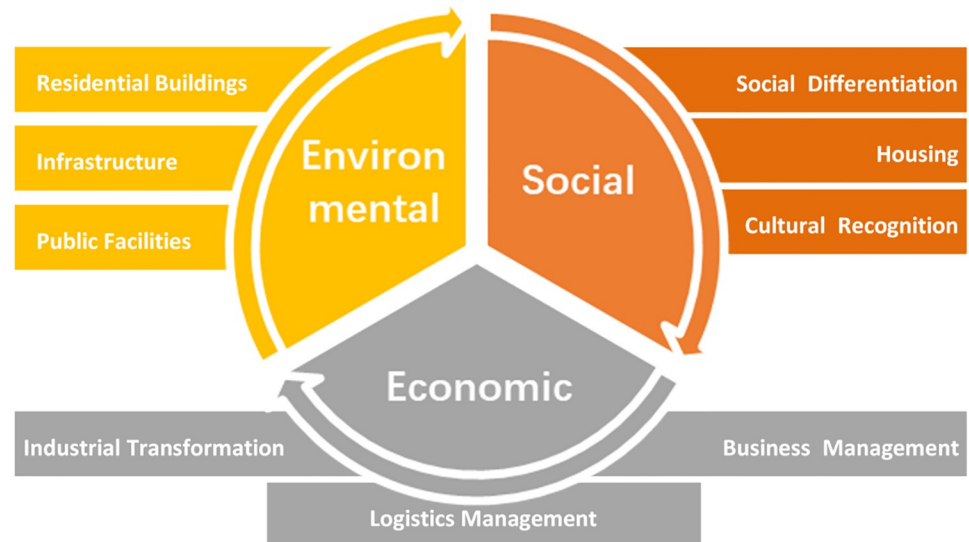 Residential Buildings
Infrastructure
Public Facilities
Environ
mental
Social
Social Differentiation
Housing
Cultural Recognition
Economic
Industrial Transformation
Business Management
Logistics Management